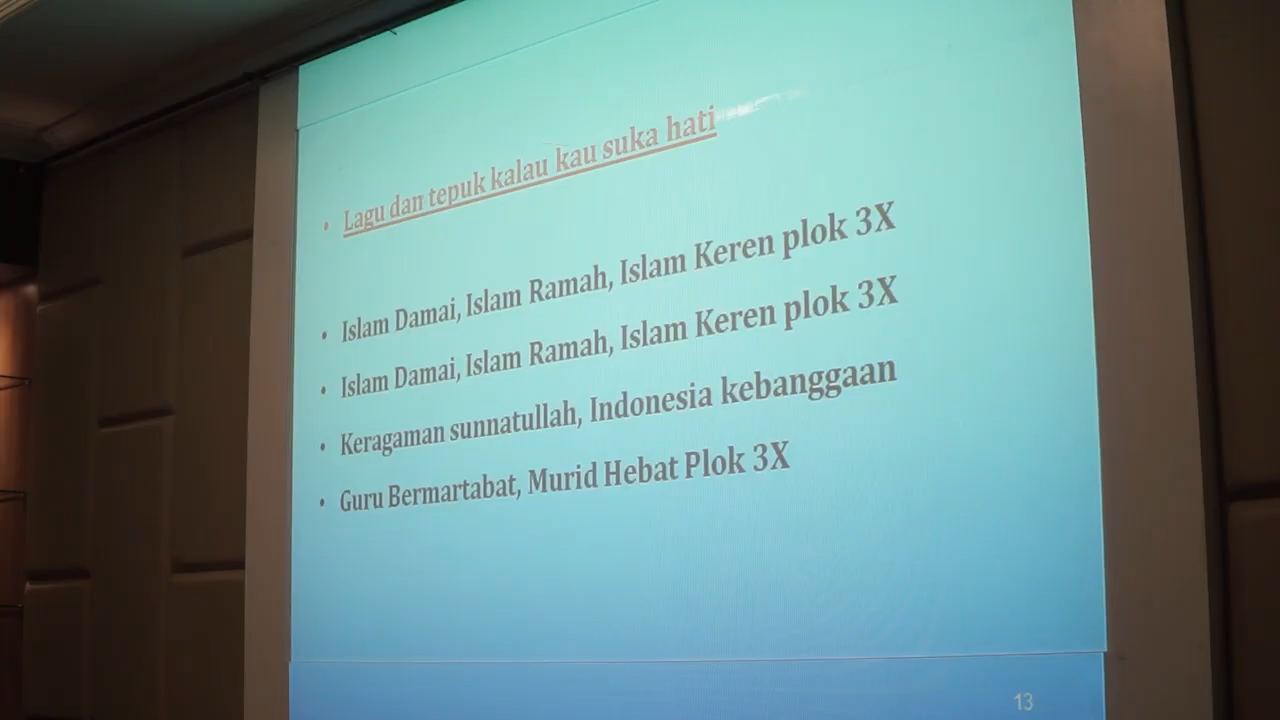 • Lagu dan tepuk kalau kau suka hati
• Islam Damai, Islam Ramah, Islam Keren plok 3X
• Islam Damai, Islam Ramah, Islam Keren plok 3X
• Keragaman sunnatullah, Indonesia kebanggaan
• Guru Bermartabat, Murid Hebat Plok 3X
13